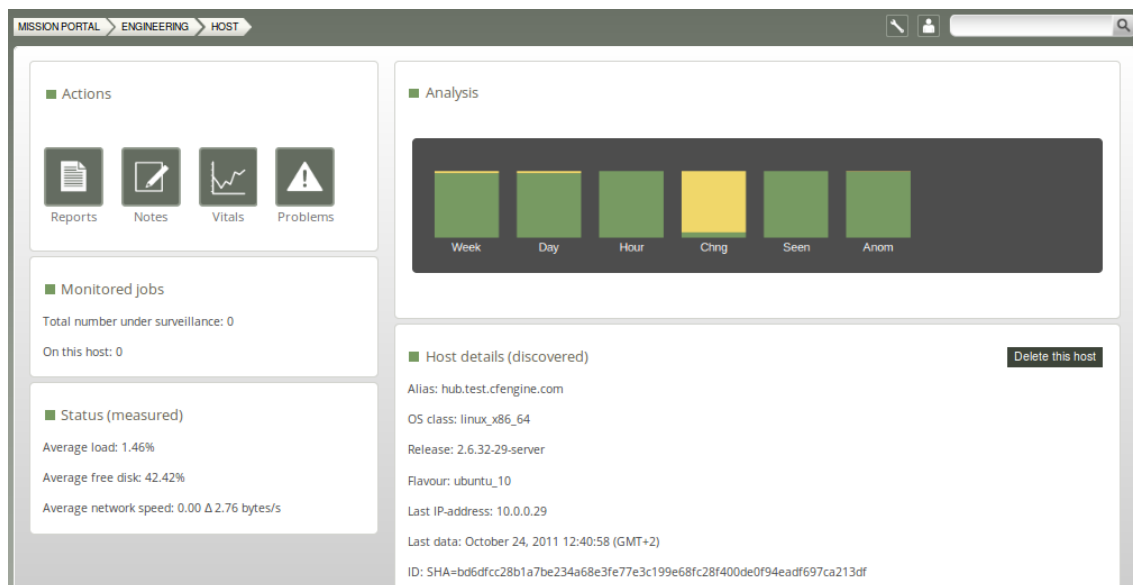 MISSION PORTAL ENGINEERING HOST
Actions
Reports Notes Vitals Problems
Monitored jobs
Total number under surveillance: 0
On this host: 0
Status (measured)
Average load: 1.46%
Average free disk: 42.42%
Average network speed: 0.00 Δ 2.76 bytes/s
Analysis
Week Day Hour Chng Seen Anom
Host details (discovered) Delete this host
Alias: hub.test.cfengine.com
OS class: linux_x86_64
Release: 2.6.32-29-server
Flavour: ubuntu_10
Last IP-address: 10.0.0.29
Last data: October 24, 2011 12:40:58 (GMT+2)
ID: SHA=bd6dfcc28b1a7be234a68e3fe77e3c199e68fc28f400de0f94eadf697ca213df